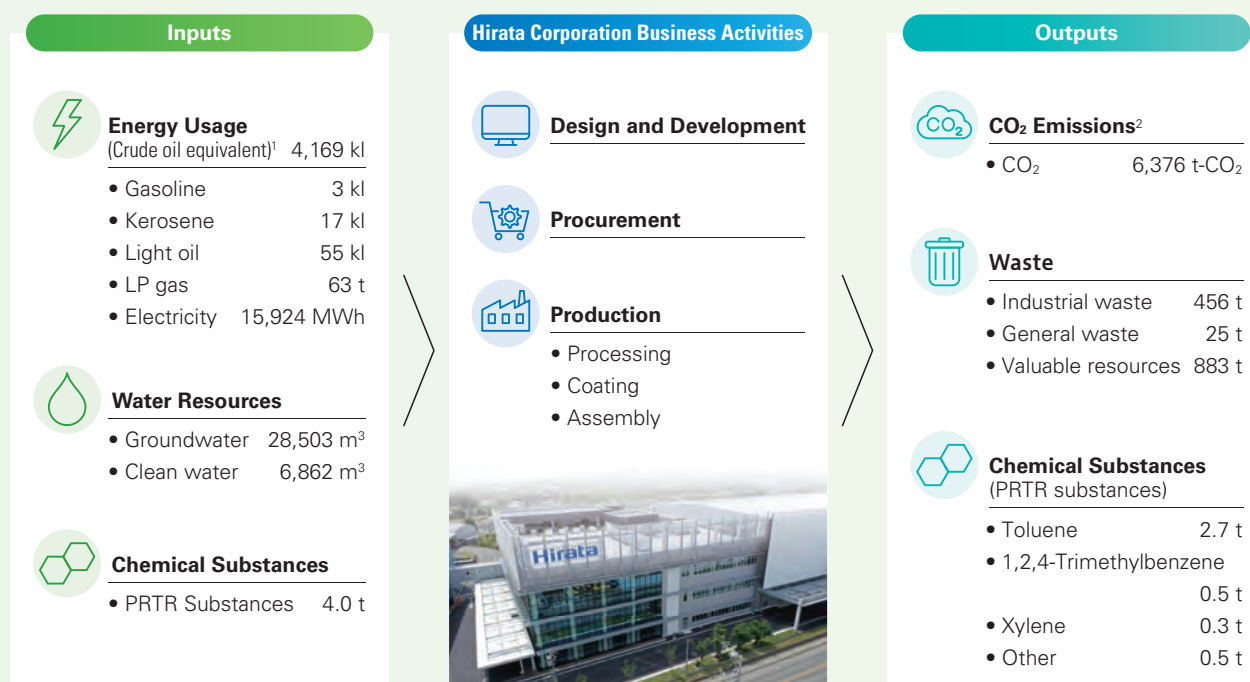 Inputs
Energy Usage
(Crude oil equivalent)¹ 4,169 kl
• Gasoline 3 kl
• Kerosene 17 kl
• Light oil 55 kl
• LP gas 63 t
• Electricity 15,924 MWh
Water Resources
• Groundwater 28,503 m³
• Clean water 6,862 m³
Chemical Substances
• PRTR Substances 4.0 t
Hirata Corporation Business Activities
Design and Development
Procurement
Production
• Processing
• Coating
• Assembly
Hirata
Outputs
CO₂
CO₂ Emissions²
• CO₂ 6,376 t-CO₂
Waste
• Industrial waste 456 t
• General waste 25 t
• Valuable resources 883 t
Chemical Substances
(PRTR substances)
• Toluene 2.7 t
• 1,2,4-Trimethylbenzene
0.5 t
• Xylene 0.3 t
• Other 0.5 t